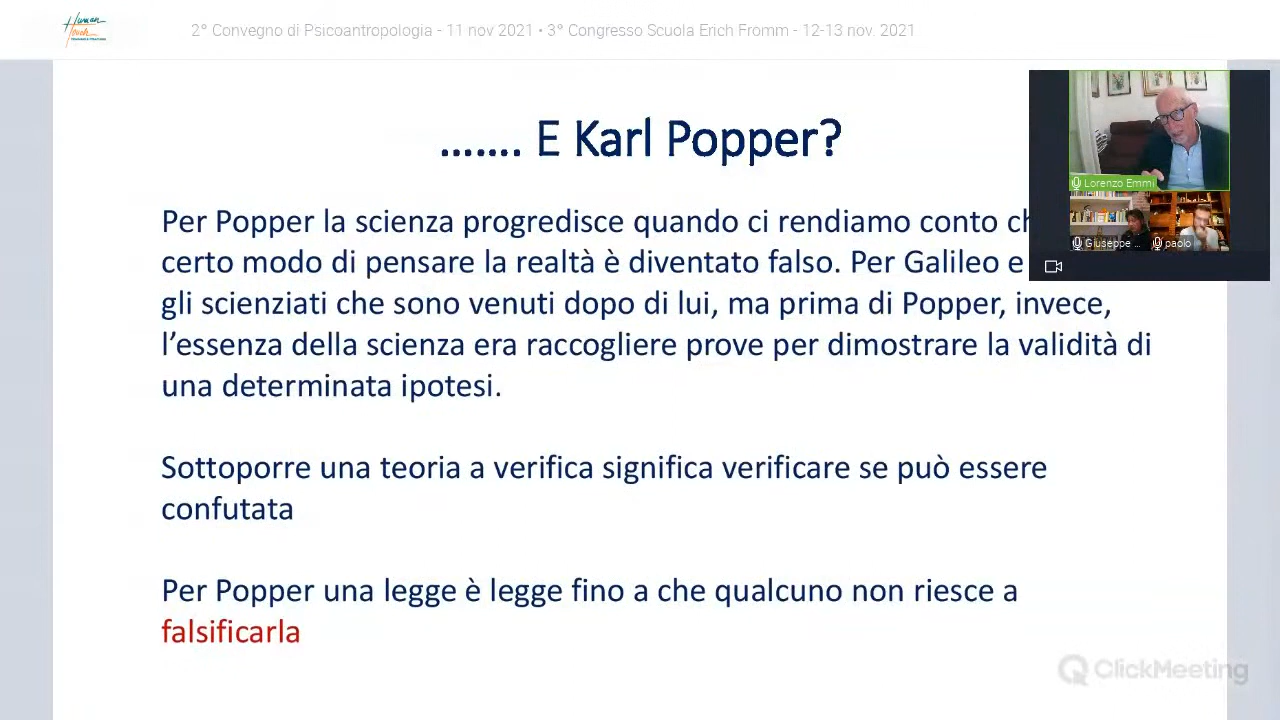 Human
Touch
2° Convegno di Psicoantropologia - 11 nov 2021 • 3° Congresso Scuola Erich Fromm - 12-13 nov. 2021
....... E Karl Popper?
Per Popper la scienza progredisce quando ci rendiamo conto
certo modo di pensare la realtà è diventato falso. Per Galileo e
gli scienziati che sono venuti dopo di lui, ma prima di Popper, invece,
l’essenza della scienza era raccogliere prove per dimostrare la validità di
una determinata ipotesi.
Sottoporre una teoria a verifica significa verificare se può essere
confutata
Per Popper una legge è legge fino a che qualcuno non riesce a
falsificarla
Lorenzo Emmi
Giuseppe ...
paolo
ClickMeeting